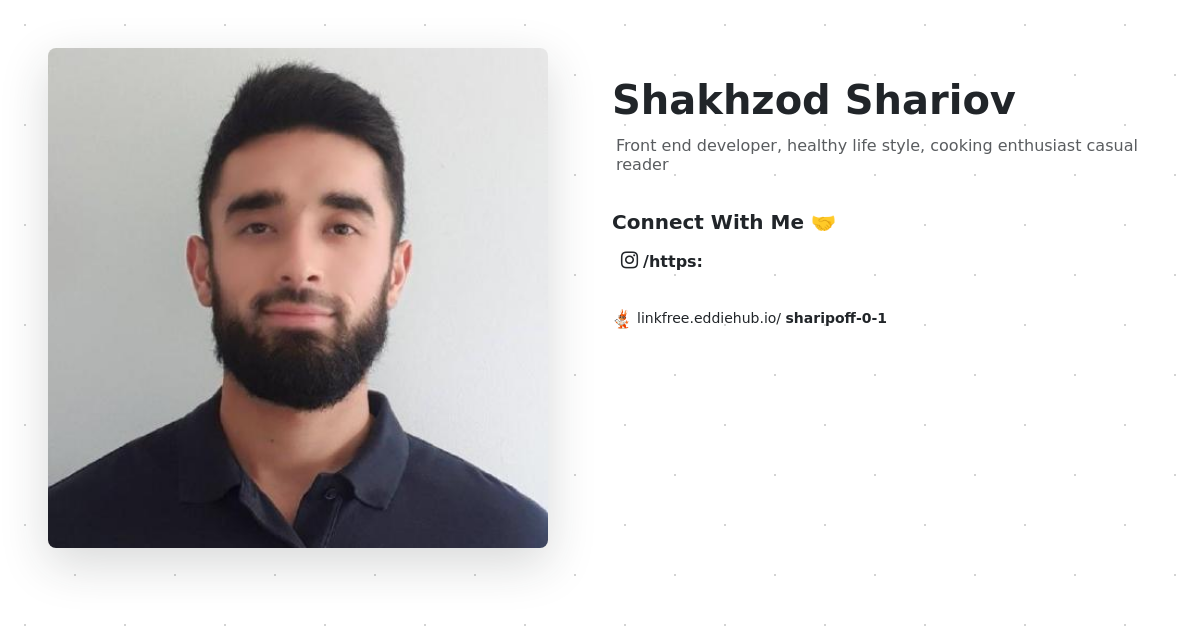 Shakhzod Shariov
Front end developer, healthy life style, cooking enthusiast casual
reader
Connect With Me 🤝
/https:
linkfree.eddiehub.io/ sharipoff-0-1